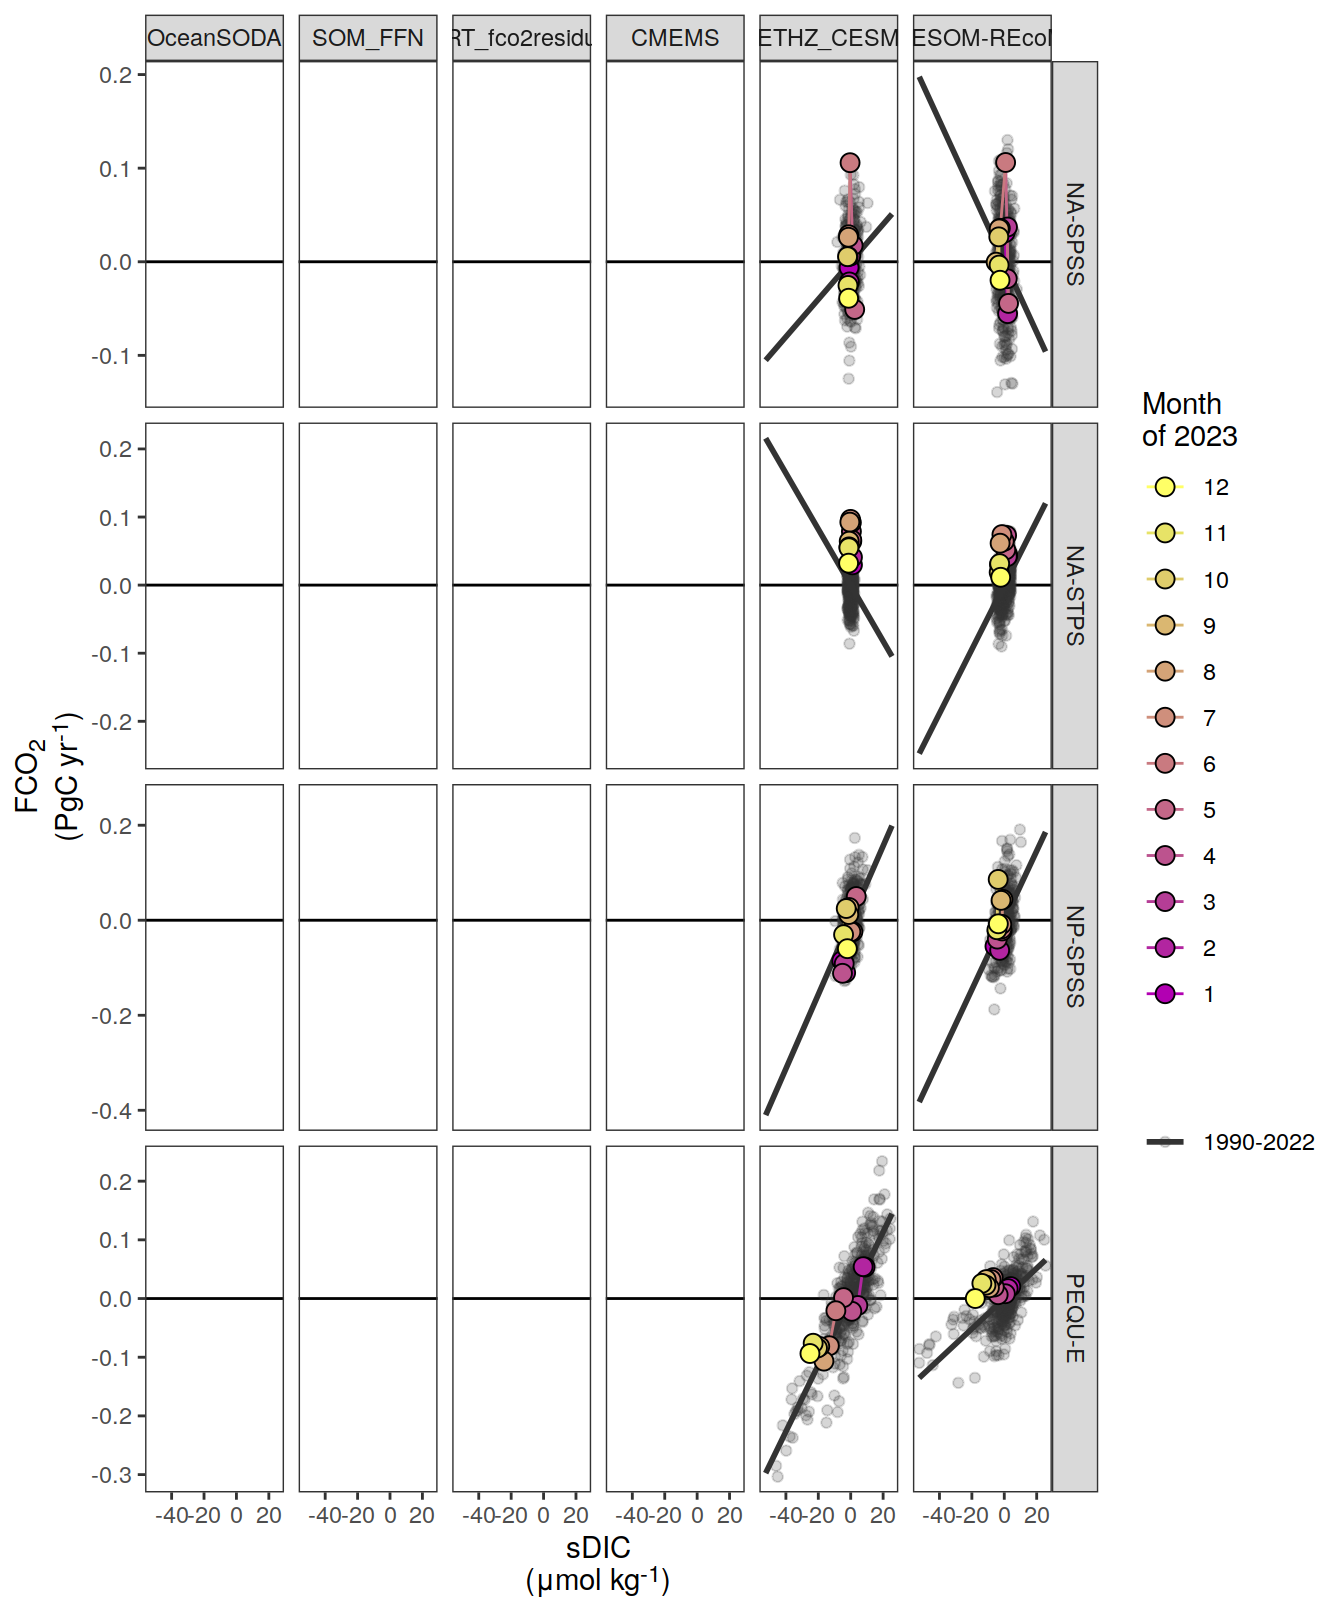 OceanSODA SOM_FFN RT_fco2residu CMEMS ETHZ_CESM ESOM-REcoM
0.2
0.1
0.0
-0.1
NA-SPSS
0.2
0.1
0.0
-0.1
-0.2
NA-STPS
0.2
0.0
-0.2
-0.4
NP-SPSS
0.2
0.1
0.0
-0.1
-0.2
-0.3
PEQU-E
-40 -20 0 20 -40 -20 0 20 -40 -20 0 20 -40 -20 0 20 -40 -20 0 20 -40 -20 0 20
sDIC
(µmol kg⁻¹)
FCO₂
(PgC yr⁻¹)
Month
of 2023
12
11
10
9
8
7
6
5
4
3
2
1
1990-2022